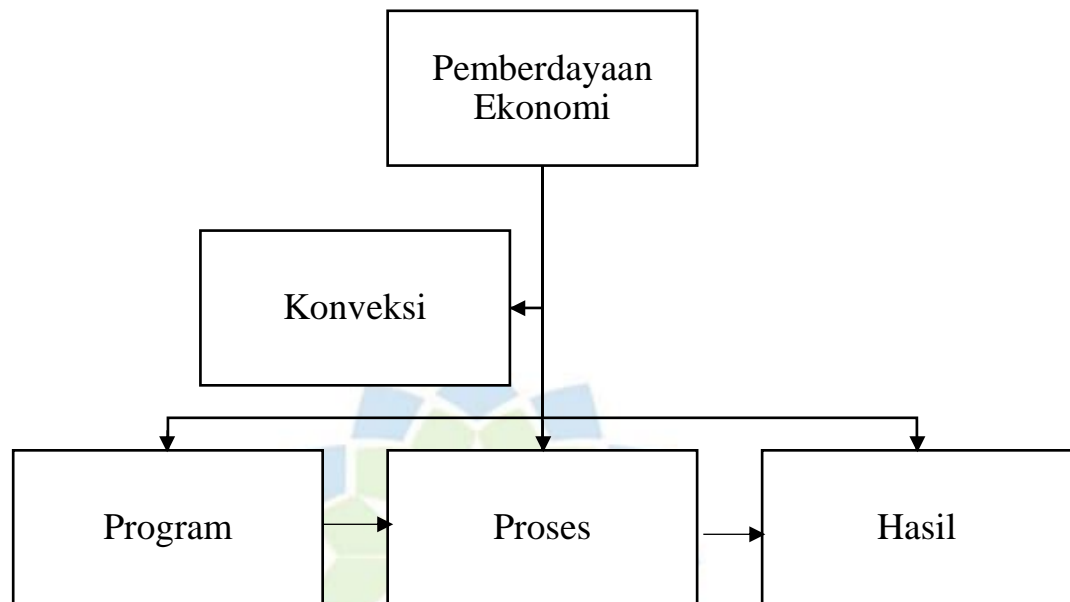 Pemberdayaan
Ekonomi
Konveksi
Program
Proses
Hasil